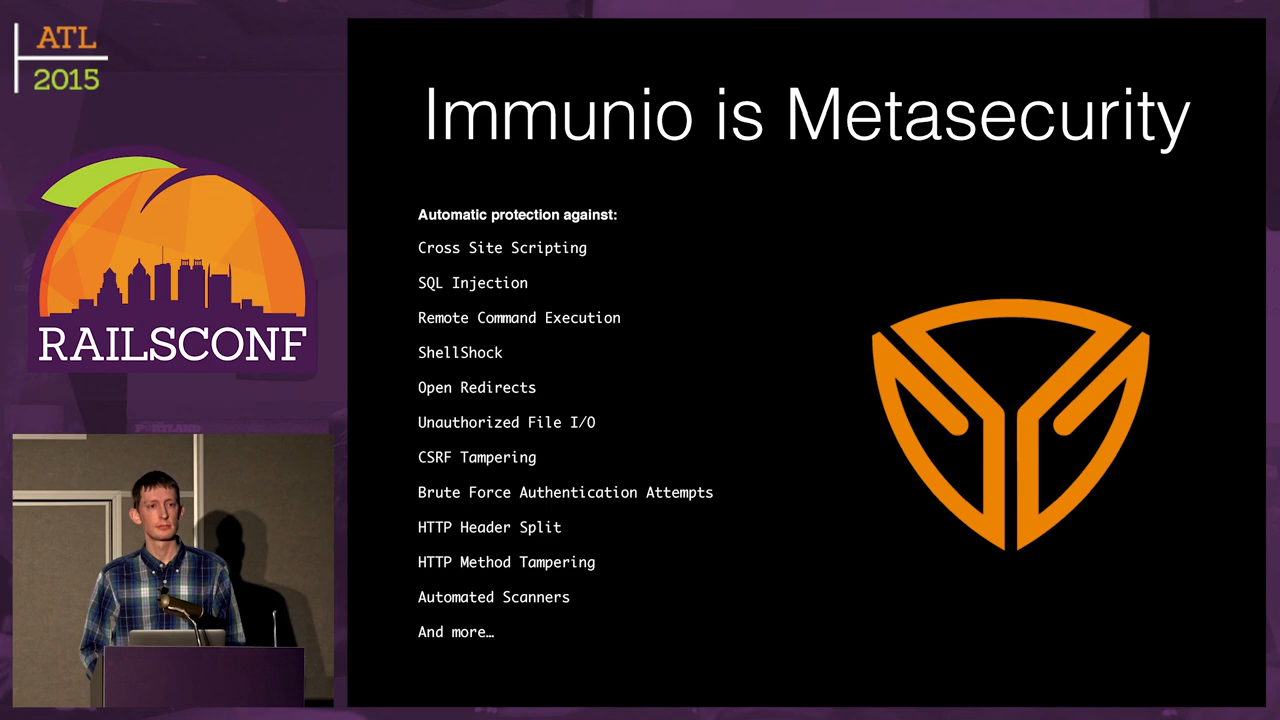 ATL
2015
RAILSCONF
Immunio is Metasecurity
Automatic protection against:
Cross Site Scripting
SQL Injection
Remote Command Execution
ShellShock
Open Redirects
Unauthorized File I/O
CSRF Tampering
Brute Force Authentication Attempts
HTTP Header Split
HTTP Method Tampering
Automated Scanners
And more…